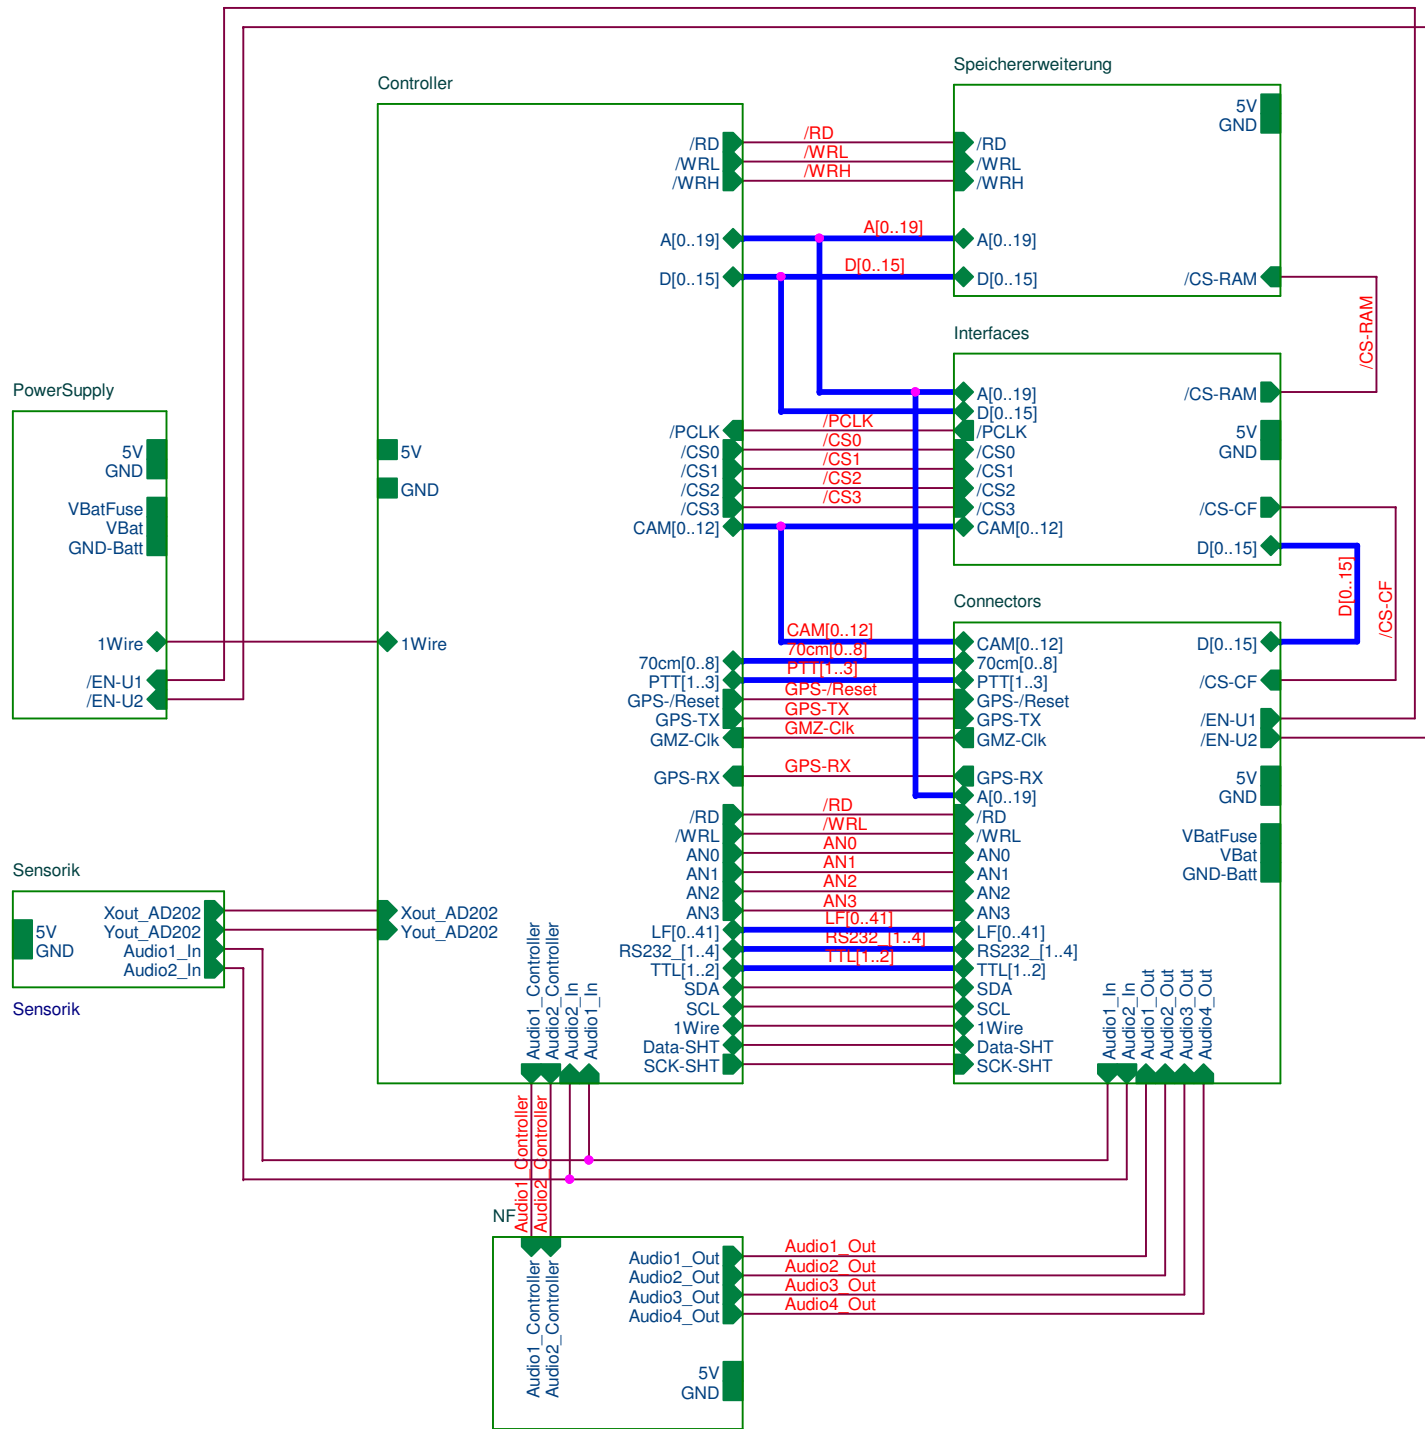 Controller
/RD
/WRL
/WRH
A[0..19]
D[0..15]
/PCLK
/CS0
/CS1
/CS2
/CS3
CAM[0..12]
70cm[0..8]
PTT[1..3]
GPS-/Reset
GPS-TX
GMZ-Clk
GPS-RX
/RD
/WRL
AN0
AN1
AN2
AN3
LF[0..41]
RS232_[1..4]
TTL[1..2]
SDA
SCL
1Wire
Data-SHT
SCK-SHT
5V
GND
1Wire
Xout_AD202
Yout_AD202
Audio1_Controller
Audio2_Controller
Audio2_In
Audio1_In
/RD
/WRL
/WRH
A[0..19]
D[0..15]
/PCLK
/CS0
/CS1
/CS2
/CS3
CAM[0..12]
70cm[0..8]
PTT[1..3]
GPS-/Reset
GPS-TX
GMZ-Clk
GPS-RX
/RD
/WRL
AN0
AN1
AN2
AN3
LF[0..41]
RS232_[1..4]
TTL[1..2]
Speichererweiterung
5V
GND
/RD
/WRL
/WRH
A[0..19]
D[0..15]
/CS-RAM
/CS-RAM
Interfaces
A[0..19]
D[0..15]
/PCLK
/CS0
/CS1
/CS2
/CS3
CAM[0..12]
/CS-RAM
5V
GND
/CS-CF
D[0..15]
D[0..15]
/CS-CF
Connectors
CAM[0..12]
70cm[0..8]
PTT[1..3]
GPS-/Reset
GPS-TX
GMZ-Clk
GPS-RX
A[0..19]
/RD
/WRL
AN0
AN1
AN2
AN3
LF[0..41]
RS232_[1..4]
TTL[1..2]
SDA
SCL
1Wire
Data-SHT
SCK-SHT
D[0..15]
/CS-CF
/EN-U1
/EN-U2
5V
GND
VBatFuse
VBat
GND-Batt
Audio1_In
Audio2_In
Audio1_Out
Audio2_Out
Audio3_Out
Audio4_Out
PowerSupply
5V
GND
VBatFuse
VBat
GND-Batt
1Wire
/EN-U1
/EN-U2
Sensorik
Xout_AD202
Yout_AD202
Audio1_In
Audio2_In
5V
GND
Sensorik
Audio1_Controller
Audio2_Controller
NF
Audio1_Out
Audio2_Out
Audio3_Out
Audio4_Out
Audio1_Controller
Audio2_Controller
5V
GND
Audio1_Out
Audio2_Out
Audio3_Out
Audio4_Out